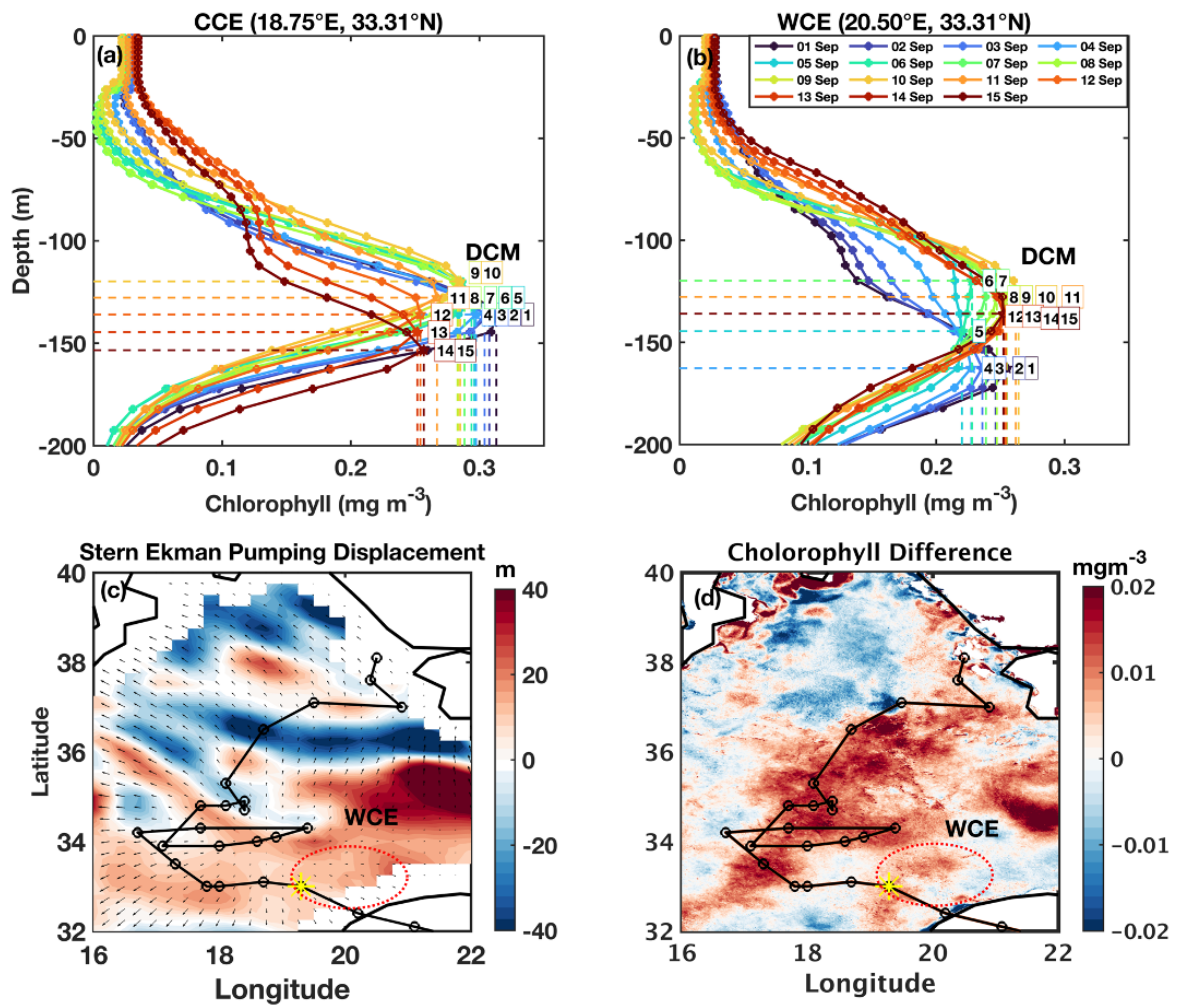 CCE (18.75°E, 33.31°N)
WCE (20.50°E, 33.31°N)
(a)
(b)
01 Sep 02 Sep 03 Sep 04 Sep
05 Sep 06 Sep 07 Sep 08 Sep
09 Sep 10 Sep 11 Sep 12 Sep
13 Sep 14 Sep 15 Sep
0
-50
-100
-150
-200
Depth (m)
DCM
9 10
11 8 7 6 5
12 4 3 2 1
13
14 15
0 0.1 0.2 0.3
Chlorophyll (mg m-3)
0
-50
-100
-150
-200
DCM
6 7
8 9 10 11
12 13 14 15
5
4 3 2 1
0 0.1 0.2 0.3
Chlorophyll (mg m-3)
Stern Ekman Pumping Displacement
m
(c)
40
38
36
34
32
Latitude
WCE
16 18 20 22
Longitude
40
20
0
-20
-40
Cholorophyll Difference
mgm-3
(d)
40
38
36
34
32
WCE
16 18 20 22
Longitude
0.02
0.01
0
-0.01
-0.02